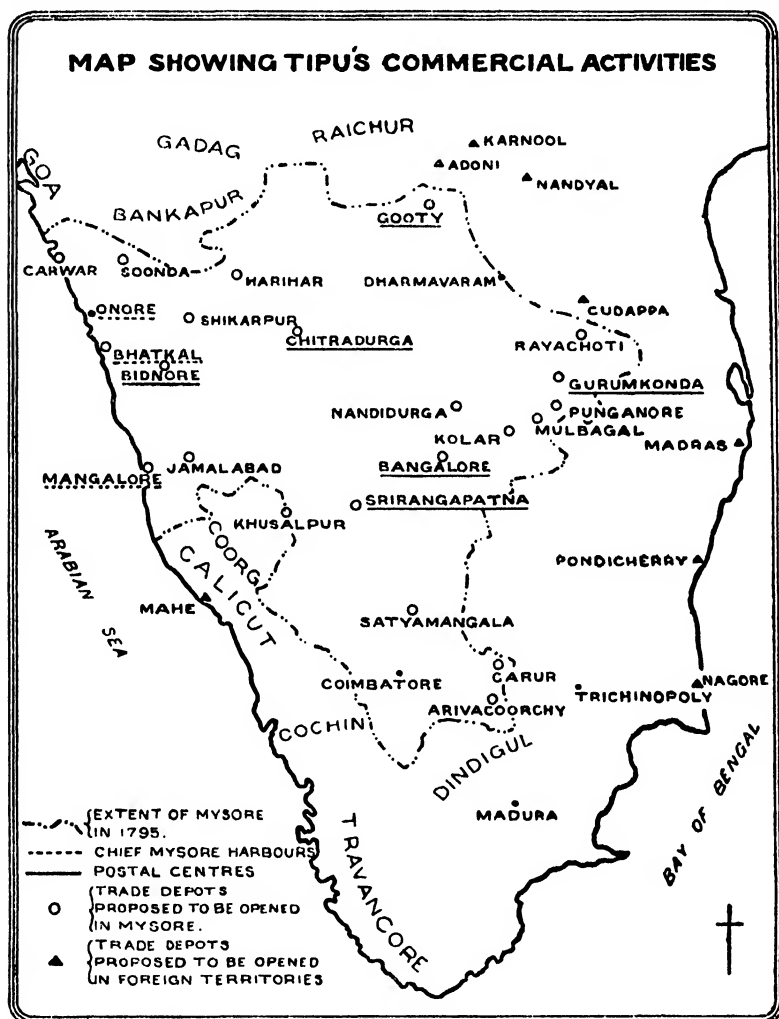 MAP SHOWING TIPU'S COMMERCIAL ACTIVITIES
RAICHUR
GADAG
KARNOOL
ADONI
NANDYAL
GOA
BANKAPUR
GOOTY
CARWAR
SOONDA
HARIHAR
DHARMAVARAM
ONORE
SHIKARPUR
CUDAPPA
CHITRADURGA
RAYACHOTI
BHATKAL
BIDNORE
GURUMKONDA
NANDIDURGA
PUNGANORE
MULBAGAL
KOLAR
MADRAS
MANGALORE
JAMALABAD
BANGALORE
SRIRANGAPATNA
KHUSALPUR
COORG
CALICUT
ARABIAN SEA
PONDICHERRY
MAHE
SATYAMANGALA
CARUR
COIMBATORE
TRICHINOPOLY
NAGORE
ARIVACOORCHY
COCHIN
DINDIGUL
MADURA
BAY OF BENGAL
TRAVANCORE
EXTENT OF MYSORE
IN 1795.
CHIEF MYSORE HARBOURS
POSTAL CENTRES
TRADE DEPOTS
PROPOSED TO BE OPENED
IN MYSORE.
TRADE DEPOTS
PROPOSED TO BE OPENED
IN FOREIGN TERRITORIES